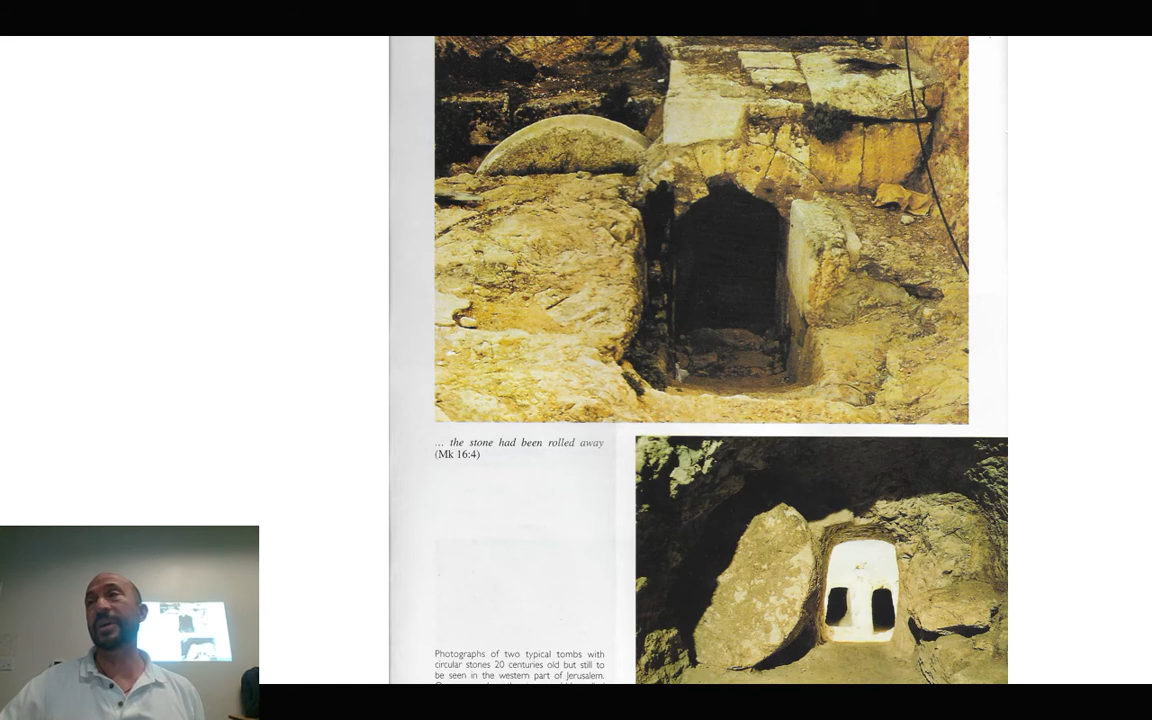 ... the stone had been rolled away
(Mk 16:4)
Photographs of two typical tombs with
circular stones 20 centuries old but still to
be seen in the western part of Jerusalem.